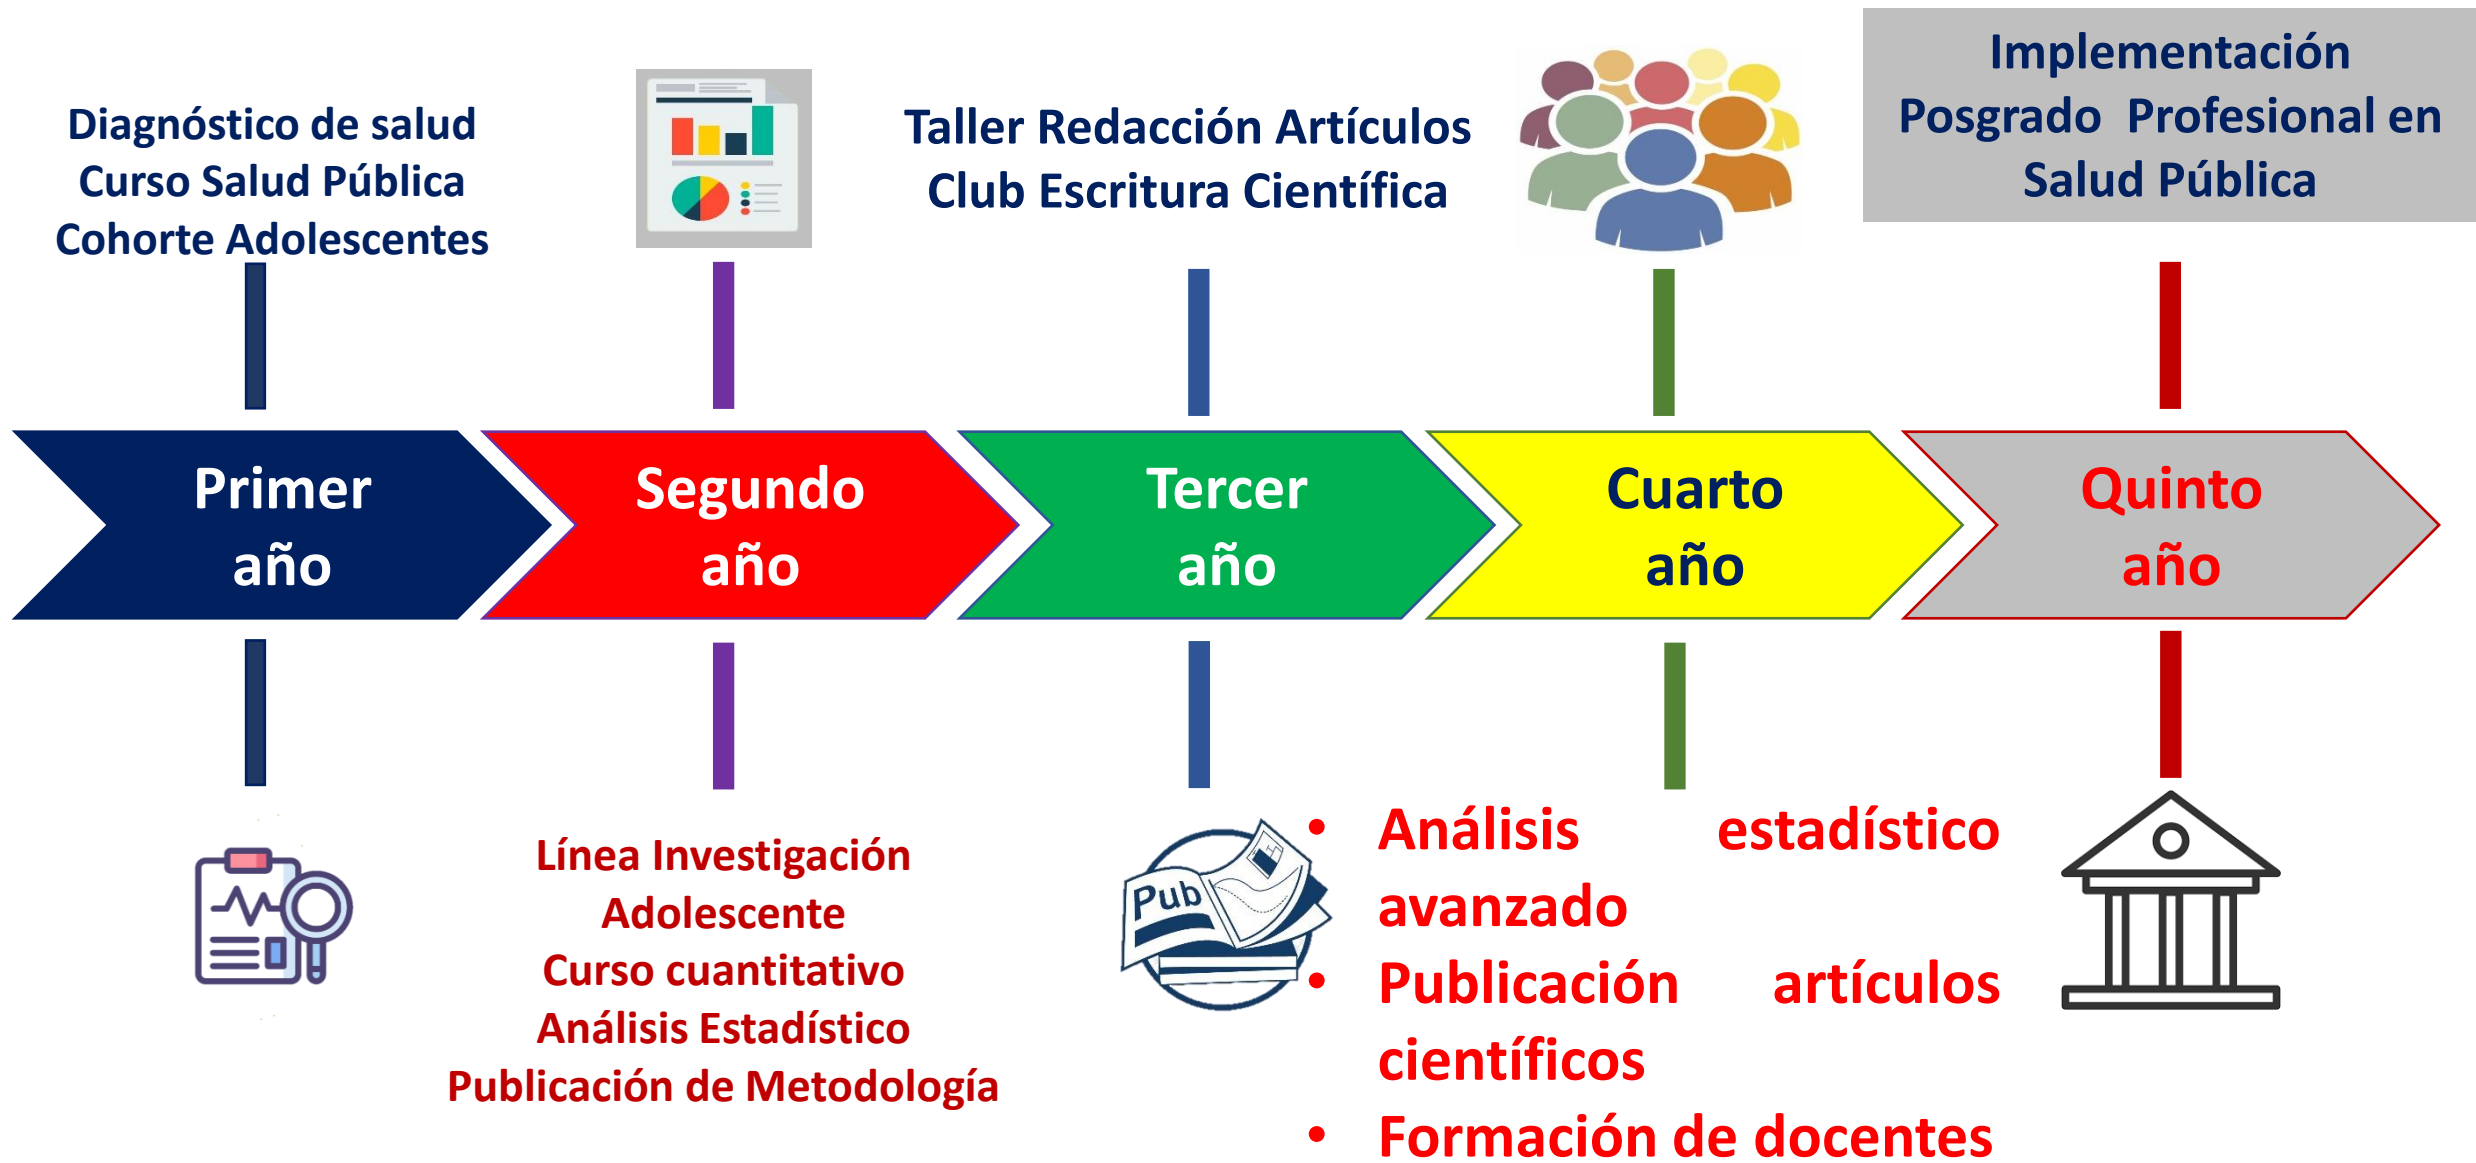 Diagnóstico de salud
Curso Salud Pública
Cohorte Adolescentes
Taller Redacción Artículos
Club Escritura Científica
Implementación
Posgrado Profesional en
Salud Pública
Primer
año
Segundo
año
Tercer
año
Cuarto
año
Quinto
año
Línea Investigación
Adolescente
Curso cuantitativo
Análisis Estadístico
Publicación de Metodología
Pub
• Análisis estadístico
avanzado
• Publicación artículos
científicos
• Formación de docentes